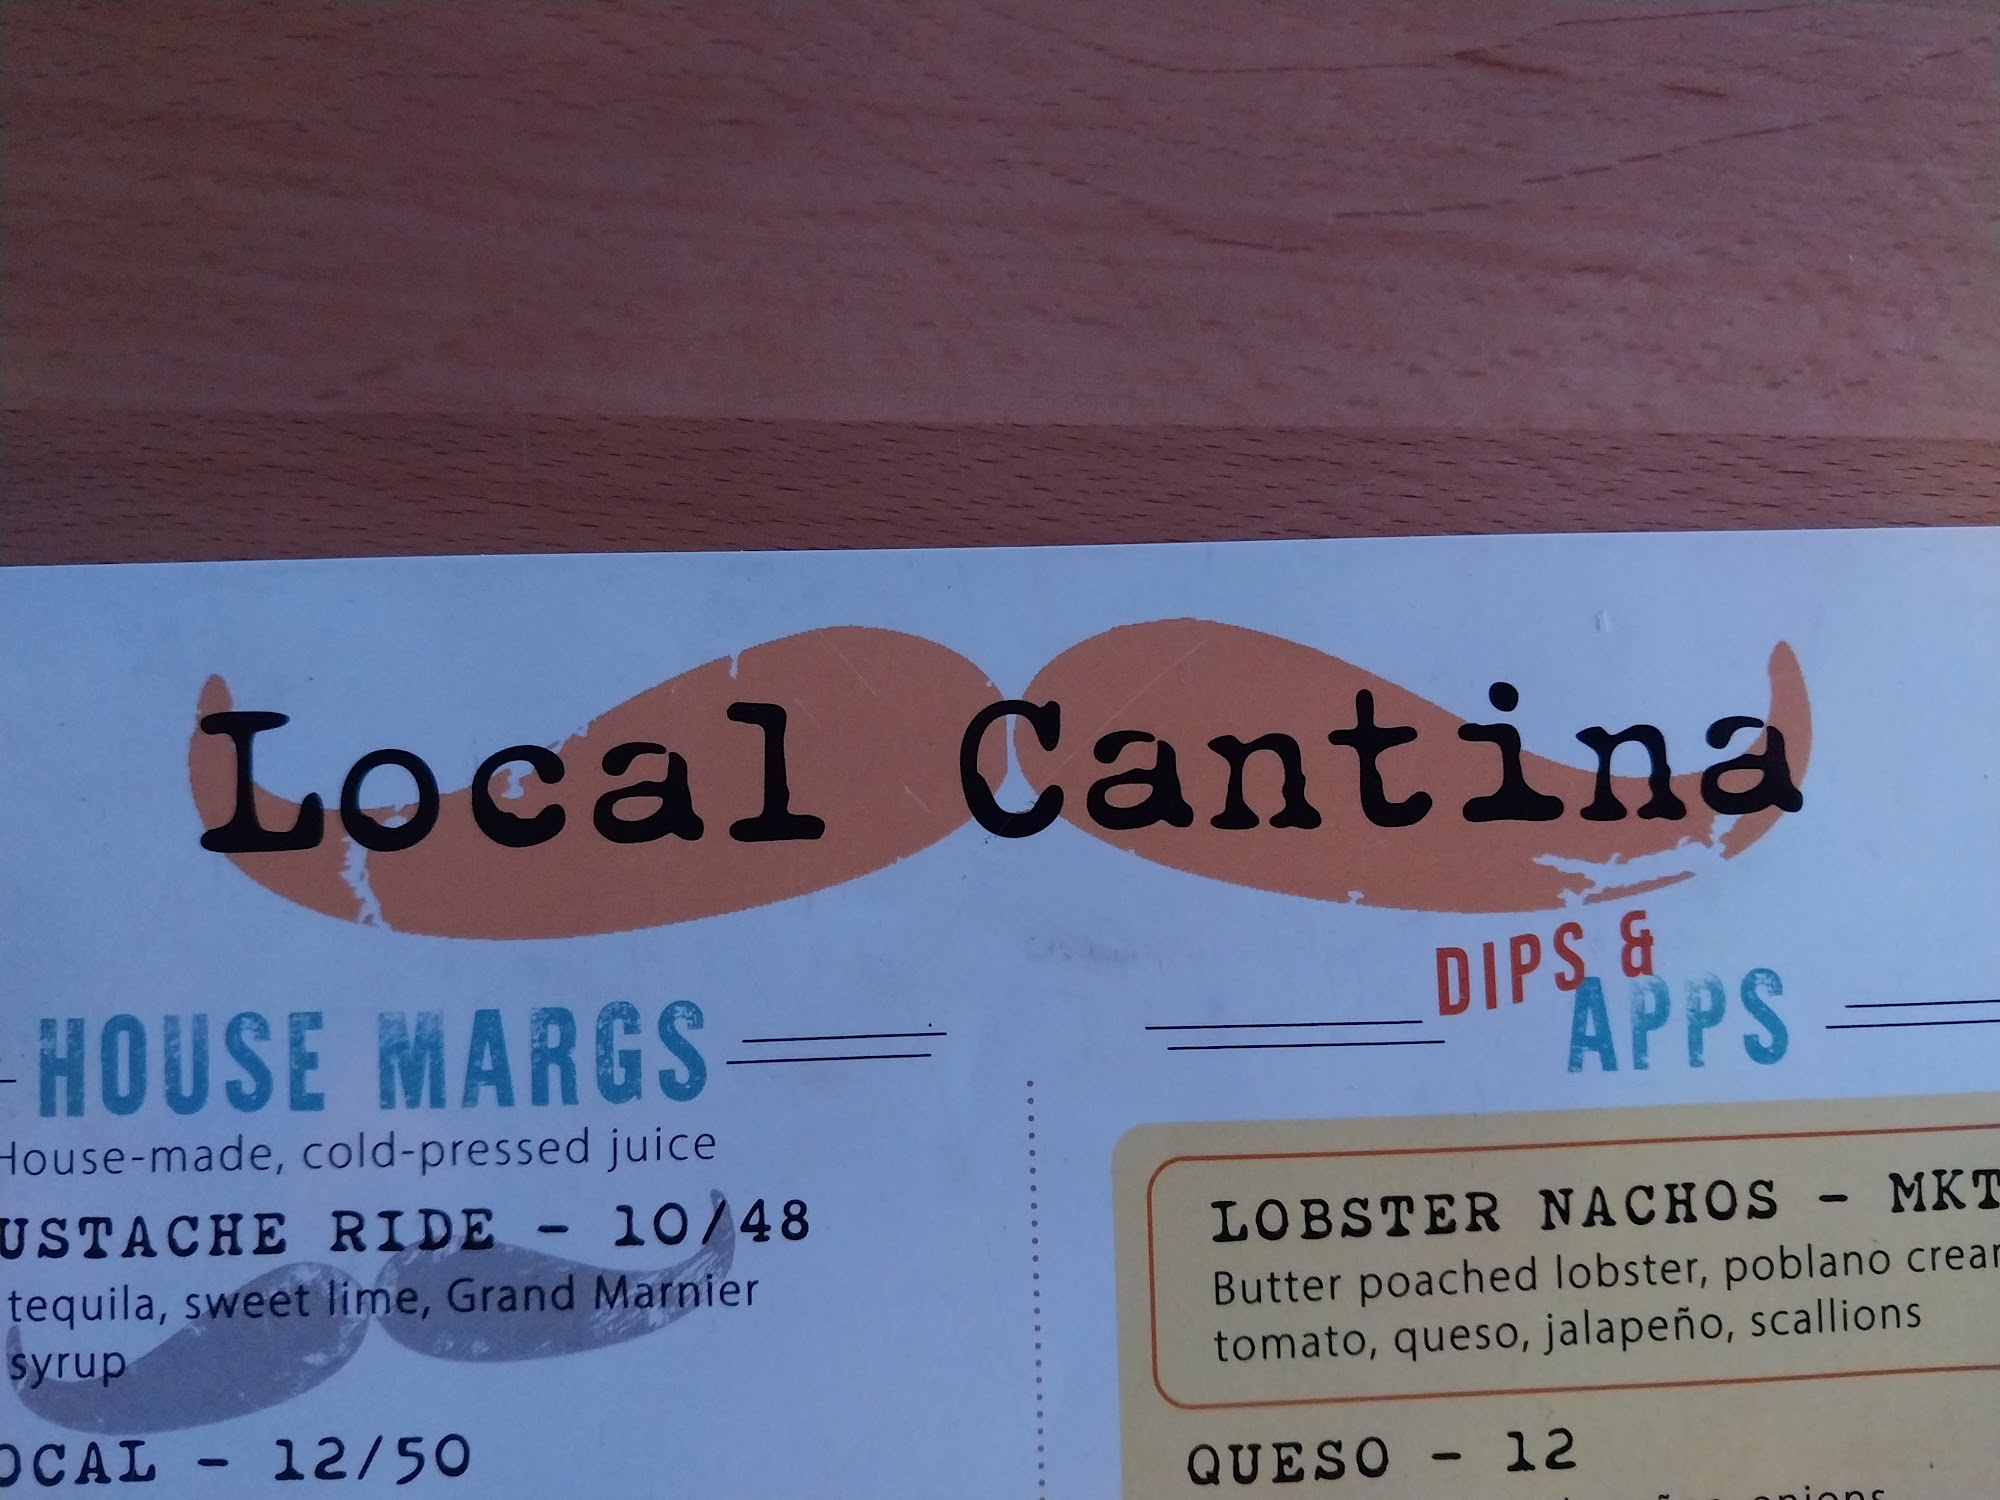 Local Cantina
HOUSE MARGS
House-made, cold-pressed juice
USTACHE RIDE - 10/48
tequila, sweet lime, Grand Marnier
syrup
OCAL - 12/50
DIPS &
APPS
LOBSTER NACHOS - MKT
Butter poached lobster, poblano crea
tomato, queso, jalapeño, scallions
QUESO - 12